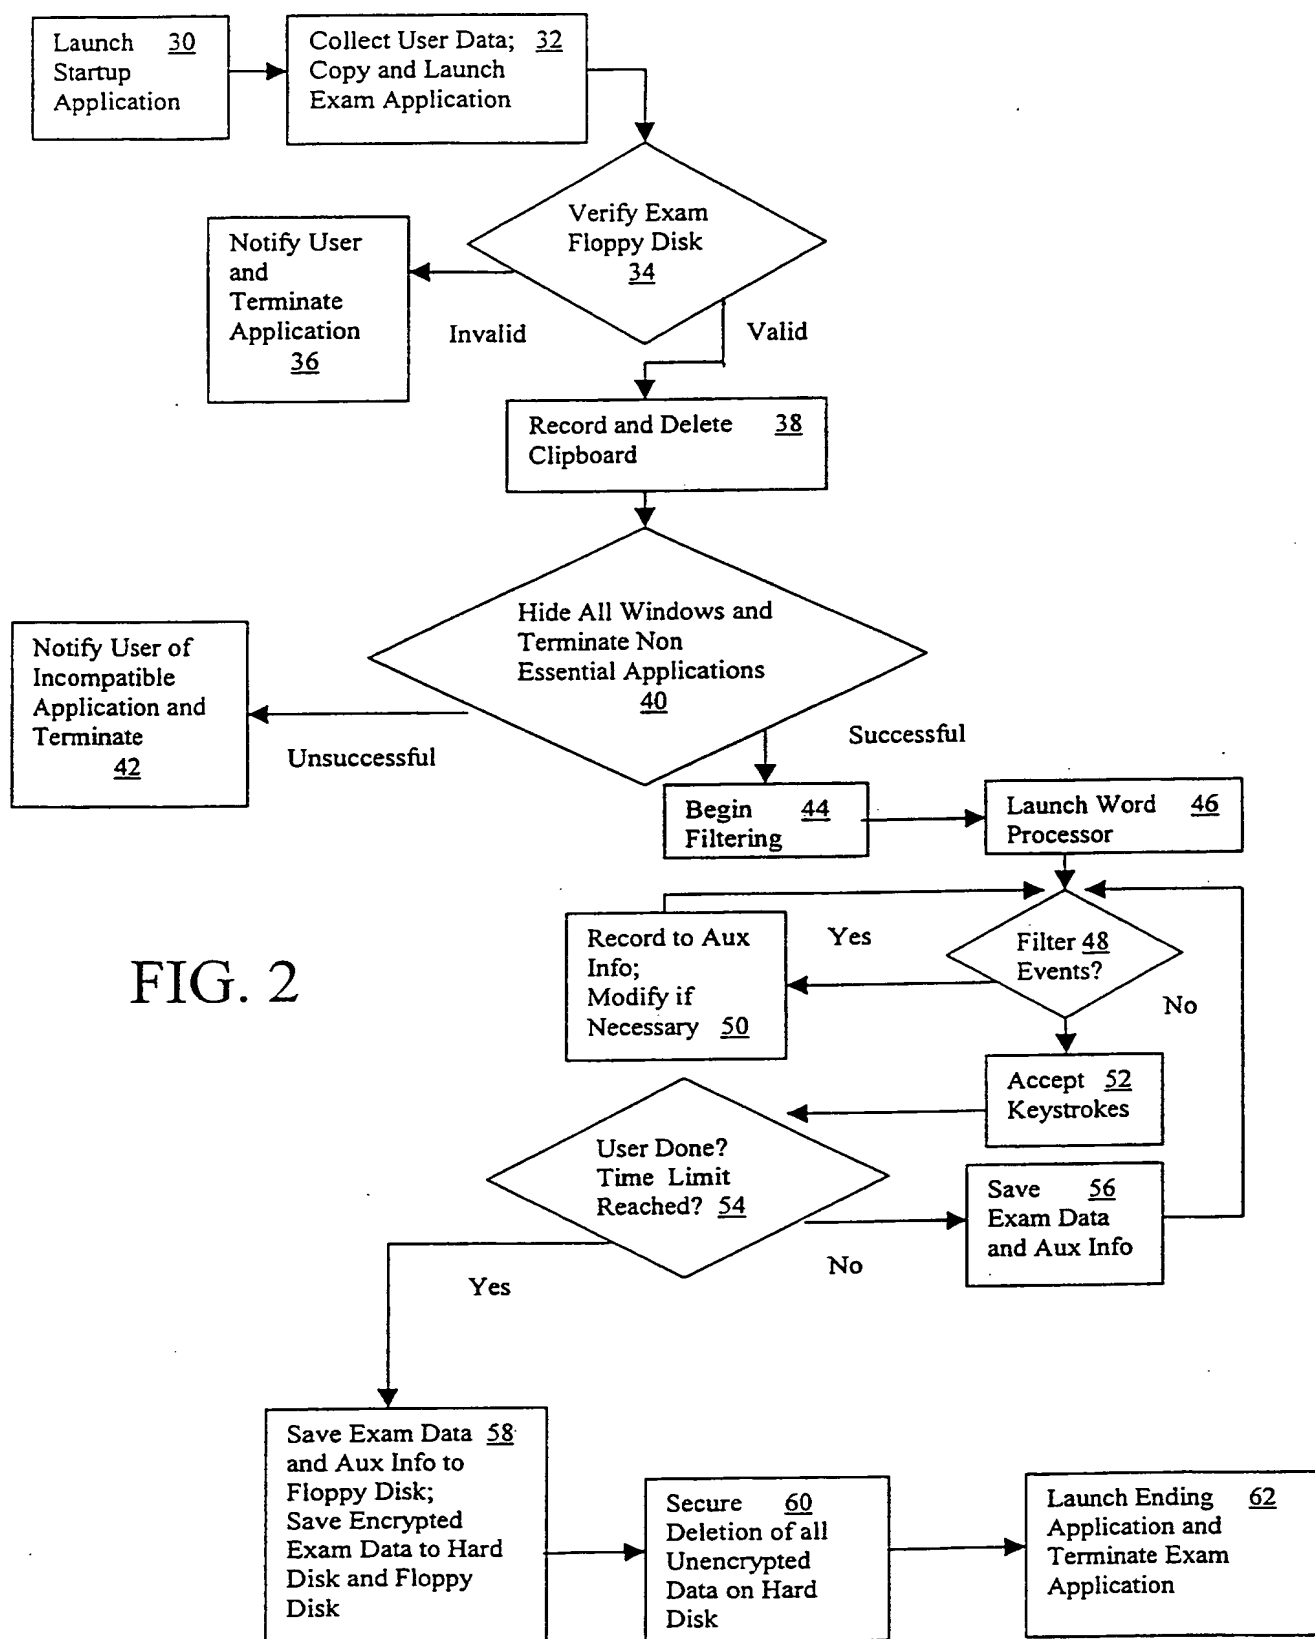 Launch 30
Startup
Application
Collect User Data; 32
Copy and Launch
Exam Application
Verify Exam
Floppy Disk
34
Notify User
and
Terminate
Application
36
Invalid
Valid
Record and Delete 38
Clipboard
Hide All Windows and
Terminate Non
Essential Applications
40
Notify User of
Incompatible
Application and
Terminate
42
Unsuccessful
Successful
Begin 44
Filtering
Launch Word 46
Processor
Record to Aux
Info;
Modify if
Necessary 50
Yes
Filter 48
Events?
No
FIG. 2
Accept 52
Keystrokes
User Done?
Time Limit
Reached? 54
Save 56
Exam Data
and Aux Info
No
Yes
Save Exam Data 58
and Aux Info to
Floppy Disk;
Save Encrypted
Exam Data to Hard
Disk and Floppy
Disk
Secure 60
Deletion of all
Unencrypted
Data on Hard
Disk
Launch Ending 62
Application and
Terminate Exam
Application